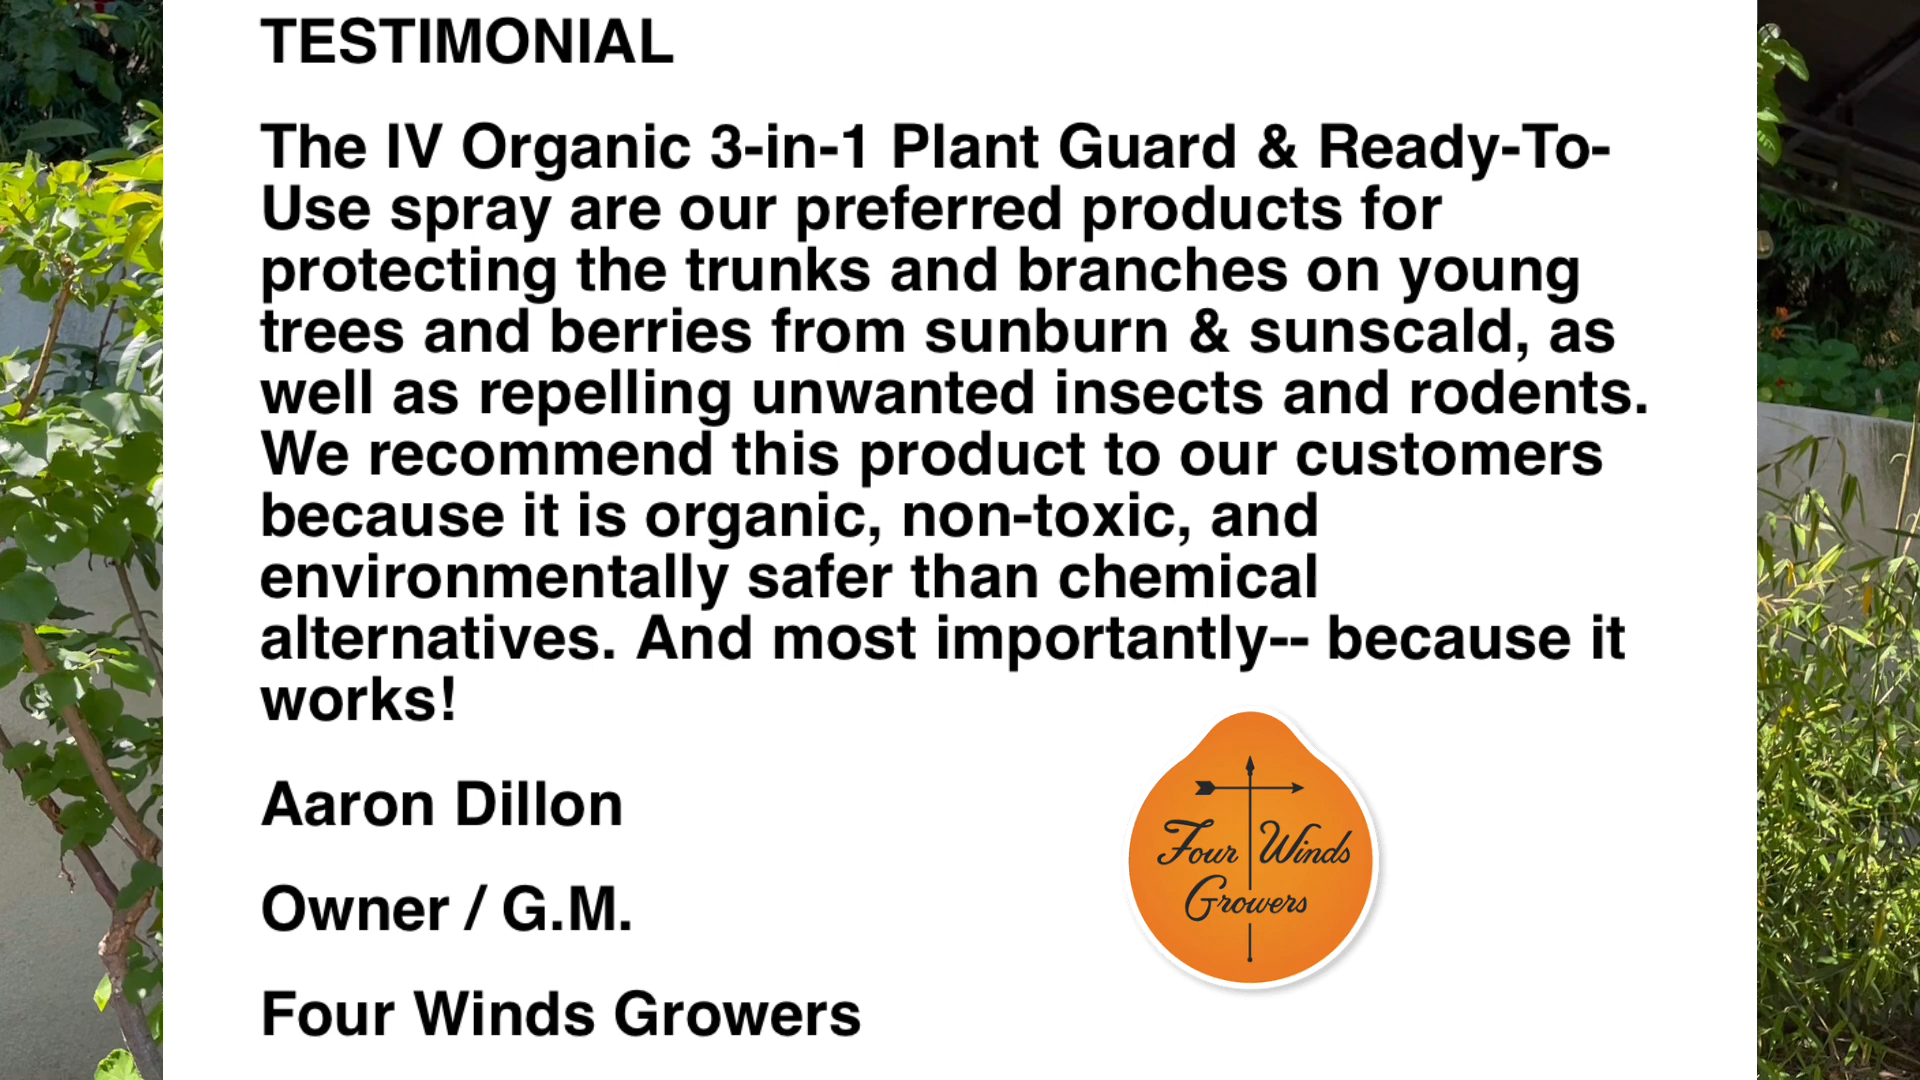 TESTIMONIAL
The IV Organic 3-in-1 Plant Guard & Ready-To-
Use spray are our preferred products for
protecting the trunks and branches on young
trees and berries from sunburn & sunscald, as
well as repelling unwanted insects and rodents.
We recommend this product to our customers
because it is organic, non-toxic, and
environmentally safer than chemical
alternatives. And most importantly-- because it
works!
Aaron Dillon
Owner / G.M.
Four Winds Growers
Four Winds
Growers